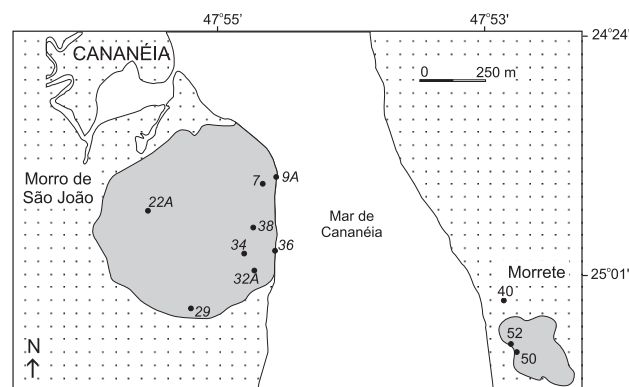 47°55'
47°53'
24°24'
CANANÉIA
0 250 m
Morro de
São João
7
9A
22A
38
Mar de
Cananéia
34
36
32A
25°01'
Morrete
29
40
52
50
N